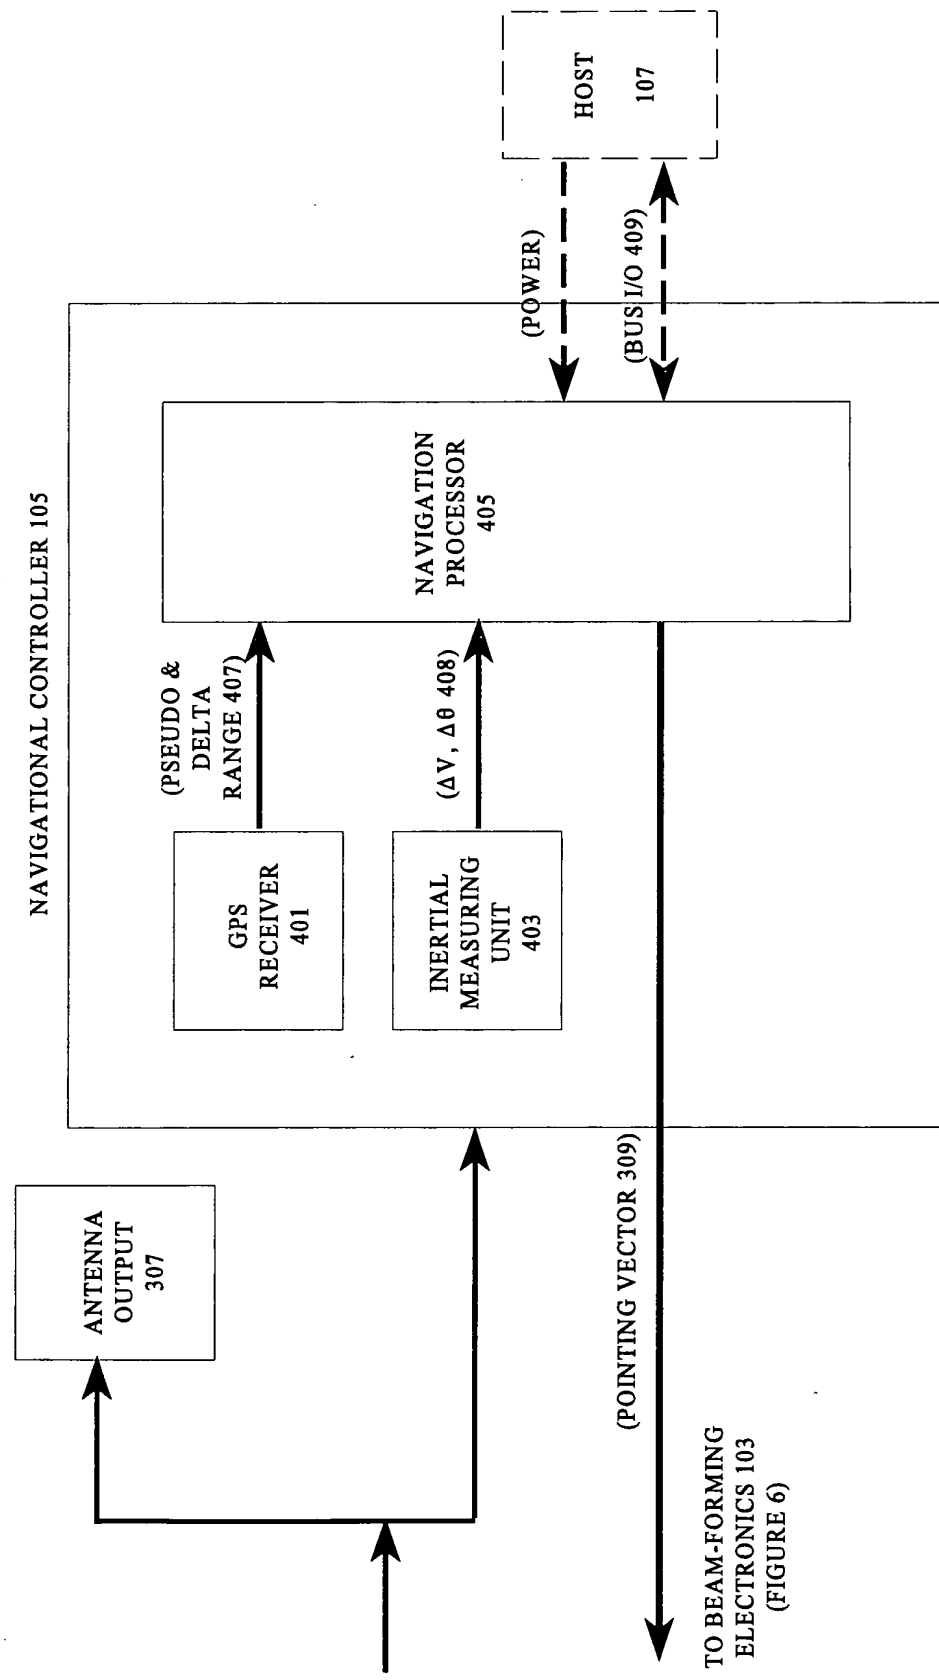 NAVIGATIONAL CONTROLLER 105
ANTENNA
OUTPUT
307
GPS
RECEIVER
401
(PSEUDO &
DELTA
RANGE 407)
INERTIAL
MEASURING
UNIT
403
(ΔV, Δθ 408)
NAVIGATION
PROCESSOR
405
(POWER)
(BUS I/O 409)
HOST
107
(POINTING VECTOR 309)
TO BEAM-FORMING
ELECTRONICS 103
(FIGURE 6)